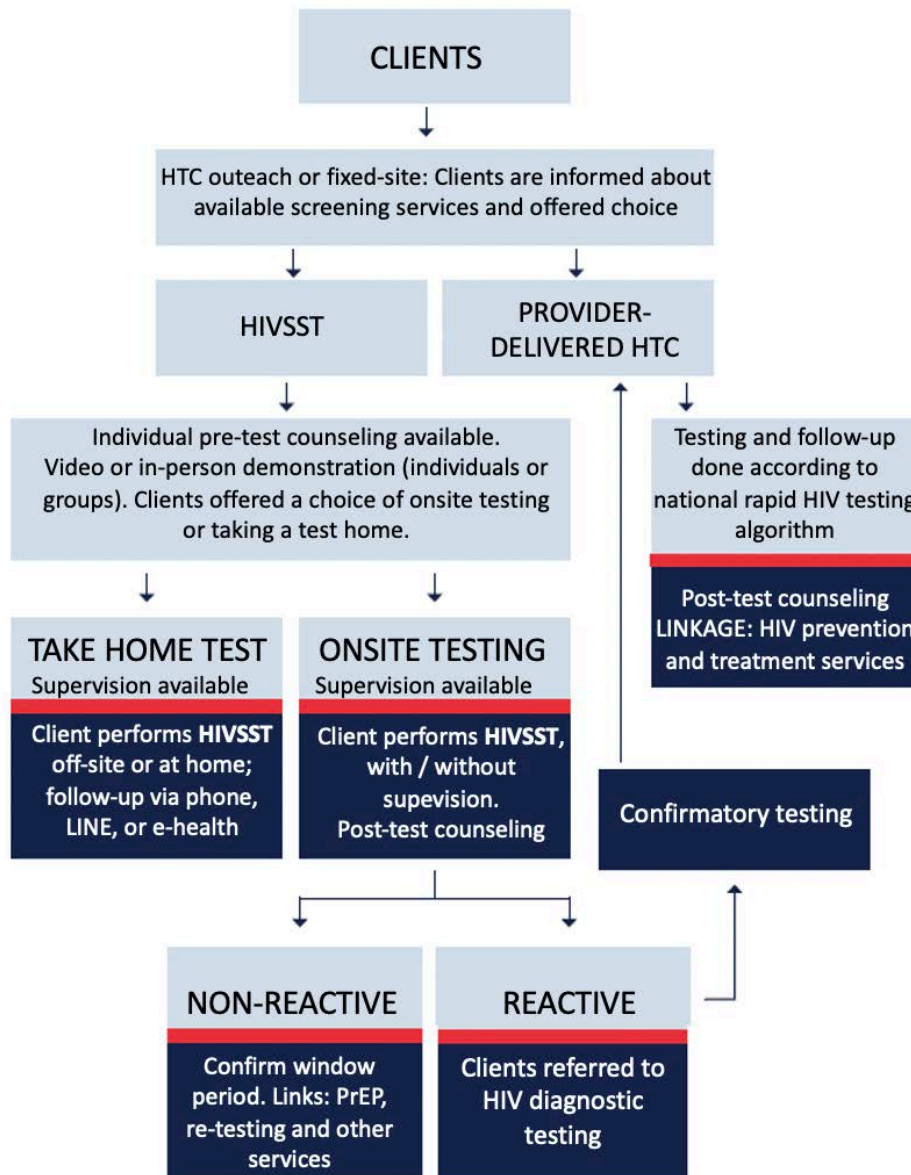 CLIENTS
HTC outeach or fixed-site: Clients are informed about
available screening services and offered choice
HIVSST
PROVIDER-
DELIVERED HTC
Individual pre-test counseling available.
Video or in-person demonstration (individuals or
groups). Clients offered a choice of onsite testing
or taking a test home.
Testing and follow-up
done according to
national rapid HIV testing
algorithm
Post-test counseling
LINKAGE: HIV prevention
and treatment services
TAKE HOME TEST
Supervision available
Client performs HIVSST
off-site or at home;
follow-up via phone,
LINE, or e-health
ONSITE TESTING
Supervision available
Client performs HIVSST,
with / without
supevision.
Post-test counseling
Confirmatory testing
NON-REACTIVE
Confirm window
period. Links: PrEP,
re-testing and other
services
REACTIVE
Clients referred to
HIV diagnostic
testing